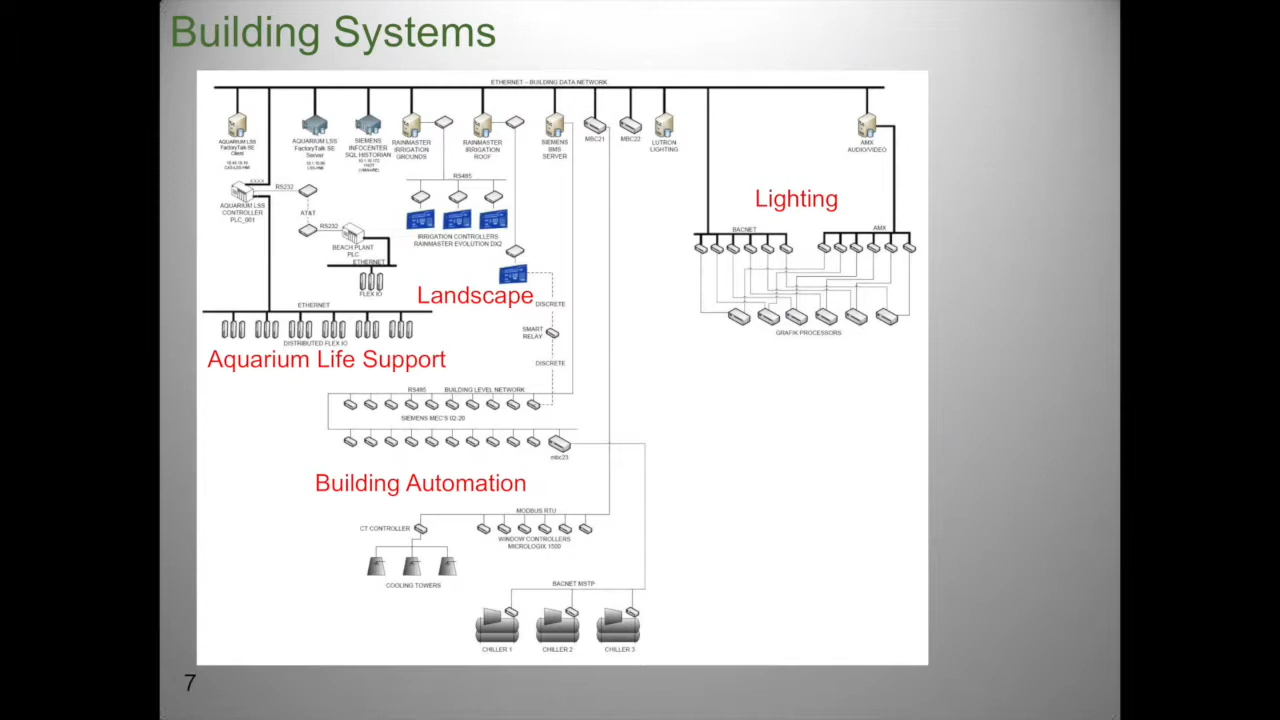 Building Systems
ETHERNET – BUILDING DATA NETWORK
AQUARIUM LSS
FactoryTalk SE
Client
AQUARIUM LSS
FactoryTalk SE
Server
SIEMENS
INFOCENTER
SQL HISTORIAN
RAINMASTER
IRRIGATION
GROUNDS
RAINMASTER
IRRIGATION
ROOF
SIEMENS
BMS
SERVER
MBC21
MBC22
LUTRON
LIGHTING
AMX
AUDIO/VIDEO
XXXX
RS232
RS485
AQUARIUM LSS
CONTROLLER
PLC_001
AT&T
RS232
BEACH PLANT
PLC
ETHERNET
FLEX IO
IRRIGATION CONTROLLERS
RAINMASTER EVOLUTION DX2
Lighting
BACNET
AMX
Landscape
DISCRETE
ETHERNET
DISTRIBUTED FLEX IO
SMART
RELAY
GRAFIK PROCESSORS
Aquarium Life Support
DISCRETE
RS485
BUILDING LEVEL NETWORK
SIEMENS MEC'S 02-20
mbc23
Building Automation
MODBUS RTU
CT CONTROLLER
WINDOW CONTROLLERS
MICROLOGIX 1500
COOLING TOWERS
BACNET MSTP
CHILLER 1
CHILLER 2
CHILLER 3
7